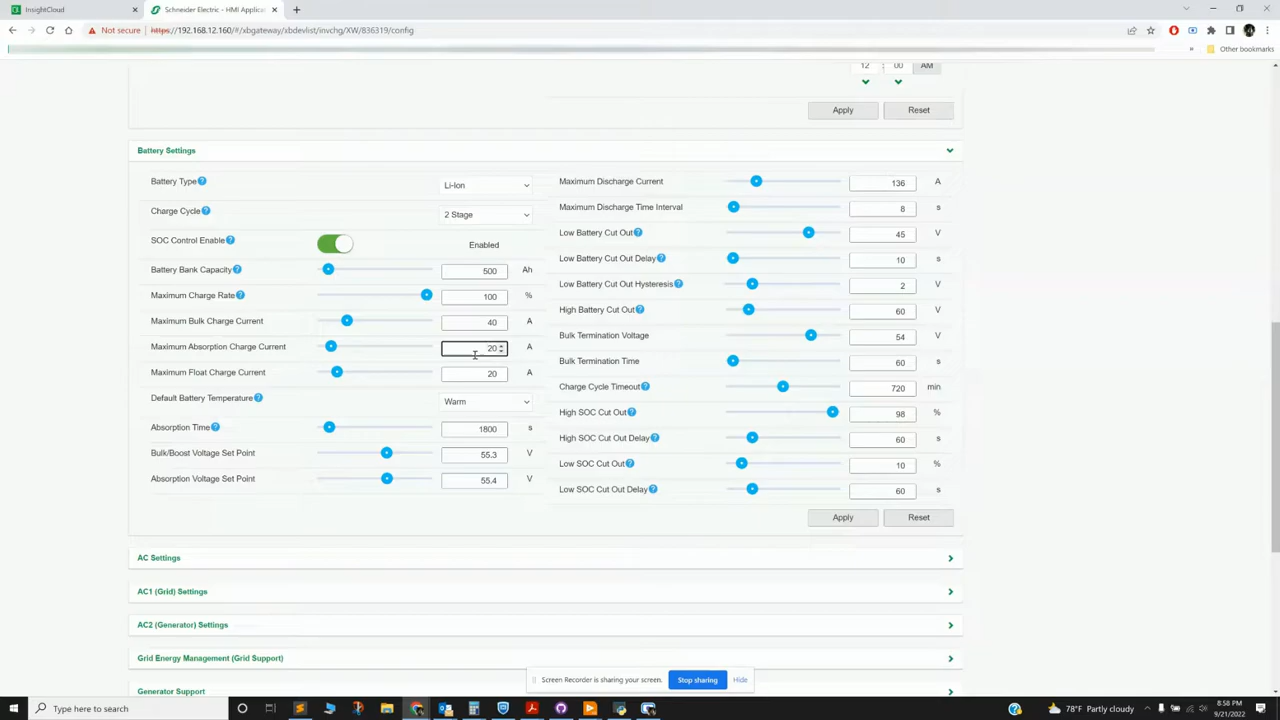 InsightCloud
Schneider Electric - HMI Applicat
Not secure
https://192.168.12.160/#/xbgateway/xbdevlist/invchg/XW/836319/config
Other bookmarks
12 : 00 AM
Apply
Reset
Battery Settings
Battery Type
Li-Ion
Charge Cycle
2 Stage
SOC Control Enable
Enabled
Battery Bank Capacity
500 Ah
Maximum Charge Rate
100 %
Maximum Bulk Charge Current
40 A
Maximum Absorption Charge Current
20 A
Maximum Float Charge Current
20 A
Default Battery Temperature
Warm
Absorption Time
1800 s
Bulk/Boost Voltage Set Point
55.3 V
Absorption Voltage Set Point
55.4 V
Maximum Discharge Current
136 A
Maximum Discharge Time Interval
8 s
Low Battery Cut Out
45 V
Low Battery Cut Out Delay
10 s
Low Battery Cut Out Hysteresis
2 V
High Battery Cut Out
60 V
Bulk Termination Voltage
54 V
Bulk Termination Time
60 s
Charge Cycle Timeout
720 min
High SOC Cut Out
98 %
High SOC Cut Out Delay
60 s
Low SOC Cut Out
10 %
Low SOC Cut Out Delay
60 s
Apply
Reset
AC Settings
AC1 (Grid) Settings
AC2 (Generator) Settings
Grid Energy Management (Grid Support)
Generator Support
Screen Recorder is sharing your screen.
Stop sharing
Hide
Type here to search
78°F Partly cloudy
8:58 PM
9/21/2022